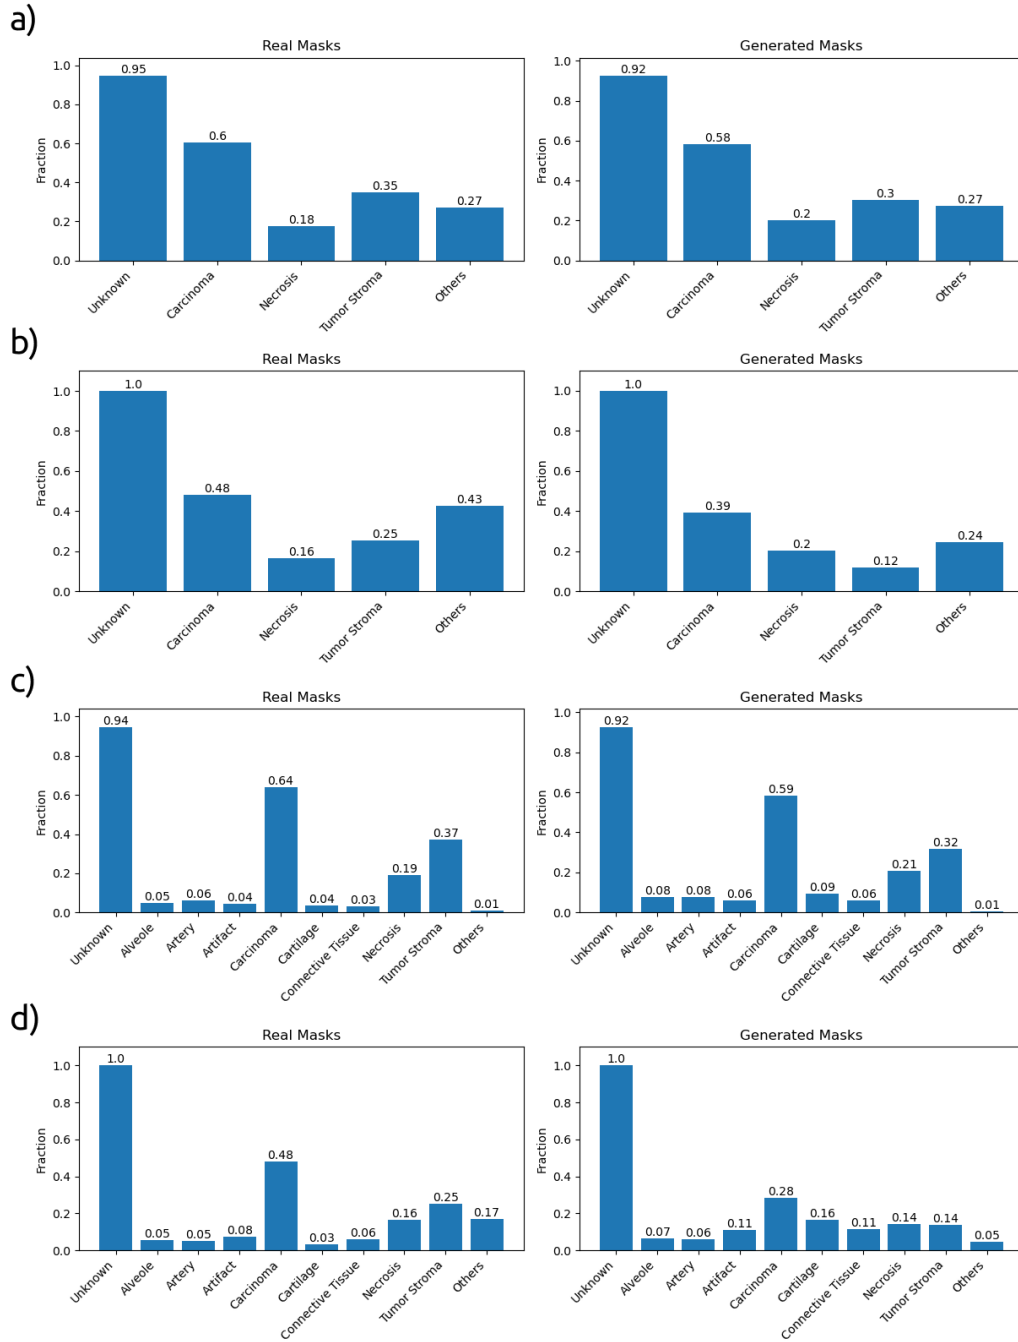 a)
Real Masks
Fraction
1.0
0.8
0.6
0.4
0.2
0.0
0.95
0.6
0.18
0.35
0.27
Unknown
Carcinoma
Necrosis
Tumor Stroma
Others
Generated Masks
Fraction
1.0
0.8
0.6
0.4
0.2
0.0
0.92
0.58
0.2
0.3
0.27
Unknown
Carcinoma
Necrosis
Tumor Stroma
Others
b)
Real Masks
Fraction
1.0
0.8
0.6
0.4
0.2
0.0
1.0
0.48
0.16
0.25
0.43
Unknown
Carcinoma
Necrosis
Tumor Stroma
Others
Generated Masks
Fraction
1.0
0.8
0.6
0.4
0.2
0.0
1.0
0.39
0.2
0.12
0.24
Unknown
Carcinoma
Necrosis
Tumor Stroma
Others
c)
Real Masks
Fraction
1.0
0.8
0.6
0.4
0.2
0.0
0.94
0.05
0.06
0.04
0.64
0.04
0.03
0.19
0.37
0.01
Unknown
Alveole
Artery
Artifact
Carcinoma
Cartilage
Connective Tissue
Necrosis
Tumor Stroma
Others
Generated Masks
Fraction
1.0
0.8
0.6
0.4
0.2
0.0
0.92
0.08
0.08
0.06
0.59
0.09
0.06
0.21
0.32
0.01
Unknown
Alveole
Artery
Artifact
Carcinoma
Cartilage
Connective Tissue
Necrosis
Tumor Stroma
Others
d)
Real Masks
Fraction
1.0
0.8
0.6
0.4
0.2
0.0
1.0
0.05
0.05
0.08
0.48
0.03
0.06
0.16
0.25
0.17
Unknown
Alveole
Artery
Artifact
Carcinoma
Cartilage
Connective Tissue
Necrosis
Tumor Stroma
Others
Generated Masks
Fraction
1.0
0.8
0.6
0.4
0.2
0.0
1.0
0.07
0.06
0.11
0.28
0.16
0.11
0.14
0.14
0.05
Unknown
Alveole
Artery
Artifact
Carcinoma
Cartilage
Connective Tissue
Necrosis
Tumor Stroma
Others